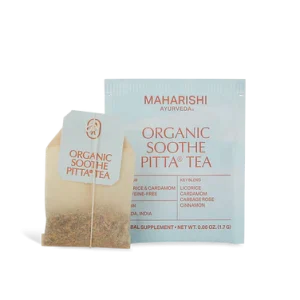 MAHARISHI
AYURVEDA®
ORGANIC
SOOTHE
PITTA® TEA
LICORICE
CARDAMOM
CABBAGE ROSE
CINNAMON
NET WT 0.06 OZ. (1.7 G)
ORGANIC
SOOTHE
PITTA® TEA